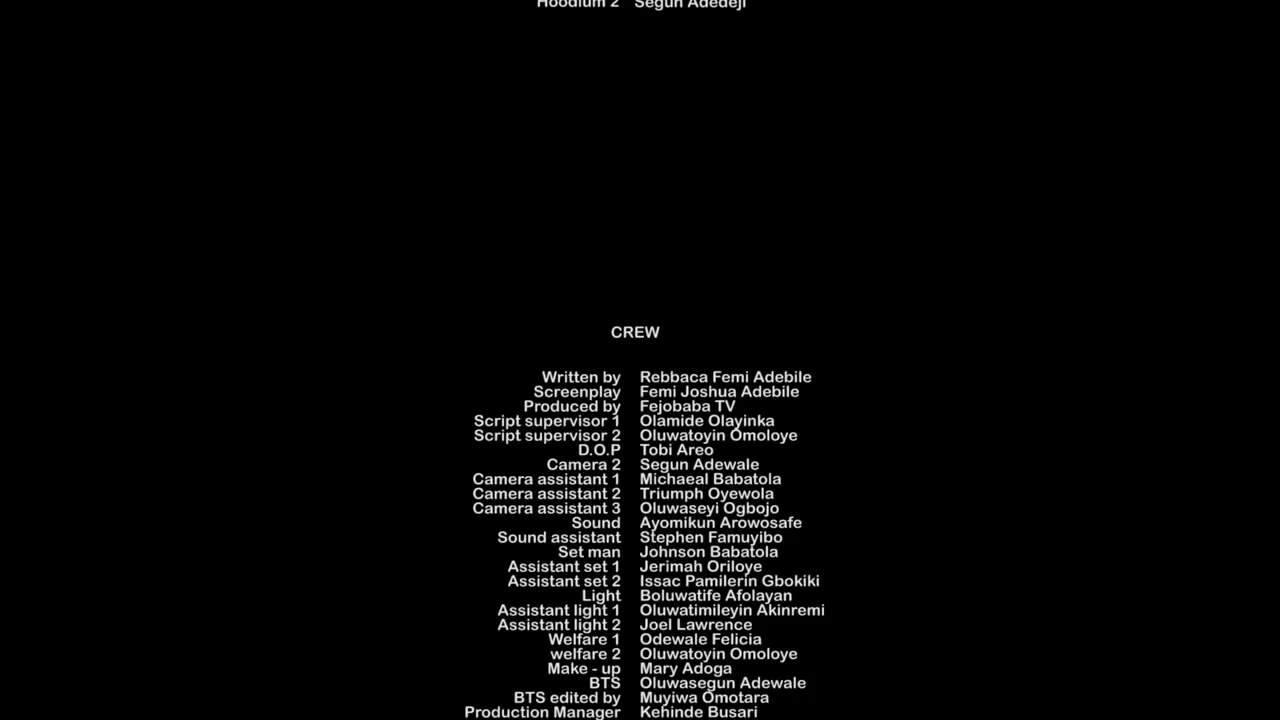 Hoodlum 2 Segun Adedeji
CREW
Written by Rebbaca Femi Adebile
Screenplay Femi Joshua Adebile
Produced by Fejobaba TV
Script supervisor 1 Olamide Olayinka
Script supervisor 2 Oluwatoyin Omoloye
D.O.P Tobi Areo
Camera 2 Segun Adewale
Camera assistant 1 Michaeal Babatola
Camera assistant 2 Triumph Oyewola
Camera assistant 3 Oluwaseyi Ogbojo
Sound Ayomikun Arowosafe
Sound assistant Stephen Famuyibo
Set man Johnson Babatola
Assistant set 1 Jerimah Oriloye
Assistant set 2 Issac Pamilerin Gbokiki
Light Boluwatife Afolayan
Assistant light 1 Oluwatimileyin Akinremi
Assistant light 2 Joel Lawrence
Welfare 1 Odewale Felicia
welfare 2 Oluwatoyin Omoloye
Make - up Mary Adoga
BTS Oluwasegun Adewale
BTS edited by Muyiwa Omotara
Production Manager Kehinde Busari